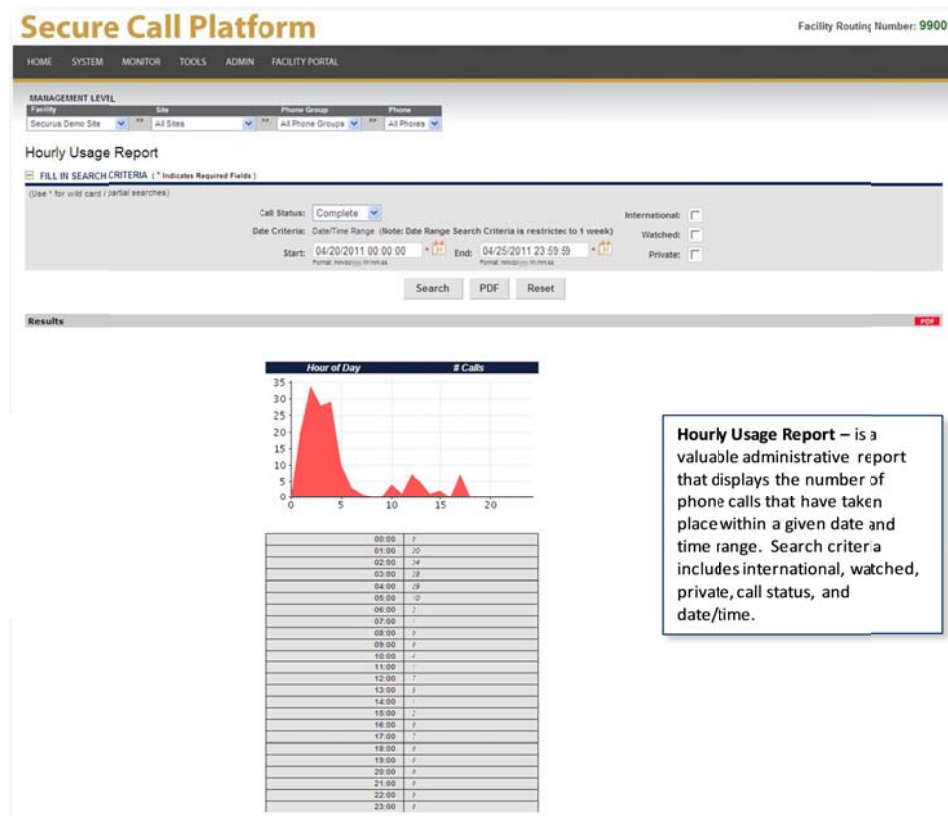 Secure Call Platform
Facility Routing Number: 9900
HOME SYSTEM MONITOR TOOLS ADMIN FACILITY PORTAL
MANAGEMENT LEVEL
Facility Site Phone Group Phone
Securus Demo Site >> All Sites >> All Phone Groups >> All Phones
Hourly Usage Report
FILL IN SEARCH CRITERIA ( * Indicates Required Fields )
(Use * for wild card / partial searches)
Call Status: Complete International:
Date Criteria: Date/Time Range (Note: Date Range Search Criteria is restricted to 1 week) Watched:
Start: 04/20/2011 00:00:00 * End: 04/25/2011 23:59:59 * Private:
Search PDF Reset
Results PDF
Hour of Day # Calls
35
30
25
20
15
10
5
0
0 5 10 15 20
Hourly Usage Report – is a
valuable administrative report
that displays the number of
phone calls that have taken
place within a given date and
time range. Search criteria
includes international, watched,
private, call status, and
date/time.
00:00
01:00 20
02:00 34
03:00 28
04:00 29
05:00 10
06:00
07:00
08:00
09:00
10:00
11:00
12:00
13:00
14:00
15:00
16:00
17:00
18:00
19:00
20:00
21:00
22:00
23:00